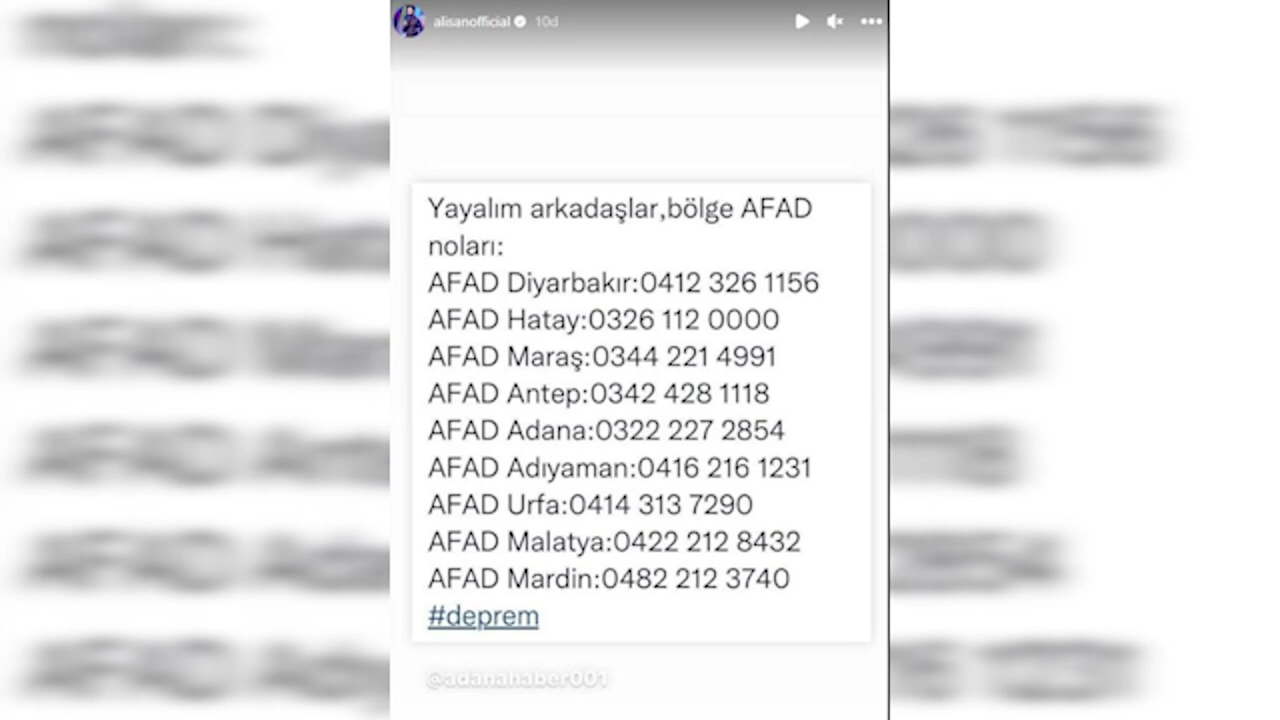 alisanofficial 10d
Yayalım arkadaşlar,bölge AFAD
noları:
AFAD Diyarbakır:0412 326 1156
AFAD Hatay:0326 112 0000
AFAD Maraş:0344 221 4991
AFAD Antep:0342 428 1118
AFAD Adana:0322 227 2854
AFAD Adıyaman:0416 216 1231
AFAD Urfa:0414 313 7290
AFAD Malatya:0422 212 8432
AFAD Mardin:0482 212 3740
#deprem
@adanahaber001